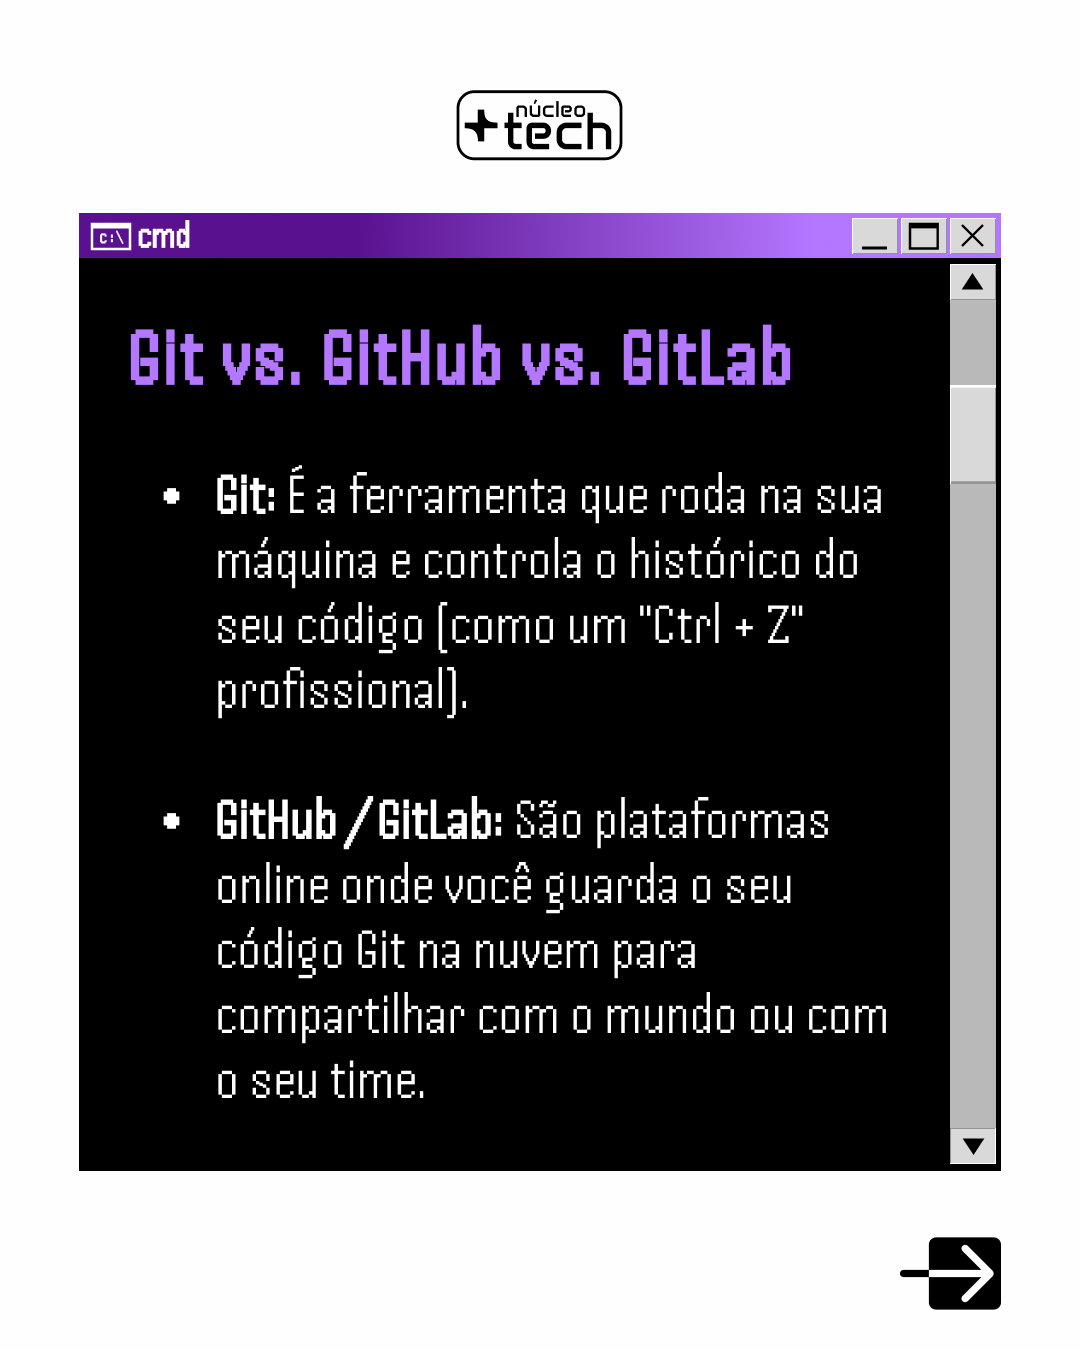 núcleo
+tech
C:\ cmd
Git vs. GitHub vs. GitLab
• Git: É a ferramenta que roda na sua
máquina e controla o histórico do
seu código (como um "Ctrl + Z"
profissional).
• GitHub / GitLab: São plataformas
online onde você guarda o seu
código Git na nuvem para
compartilhar com o mundo ou com
o seu time.